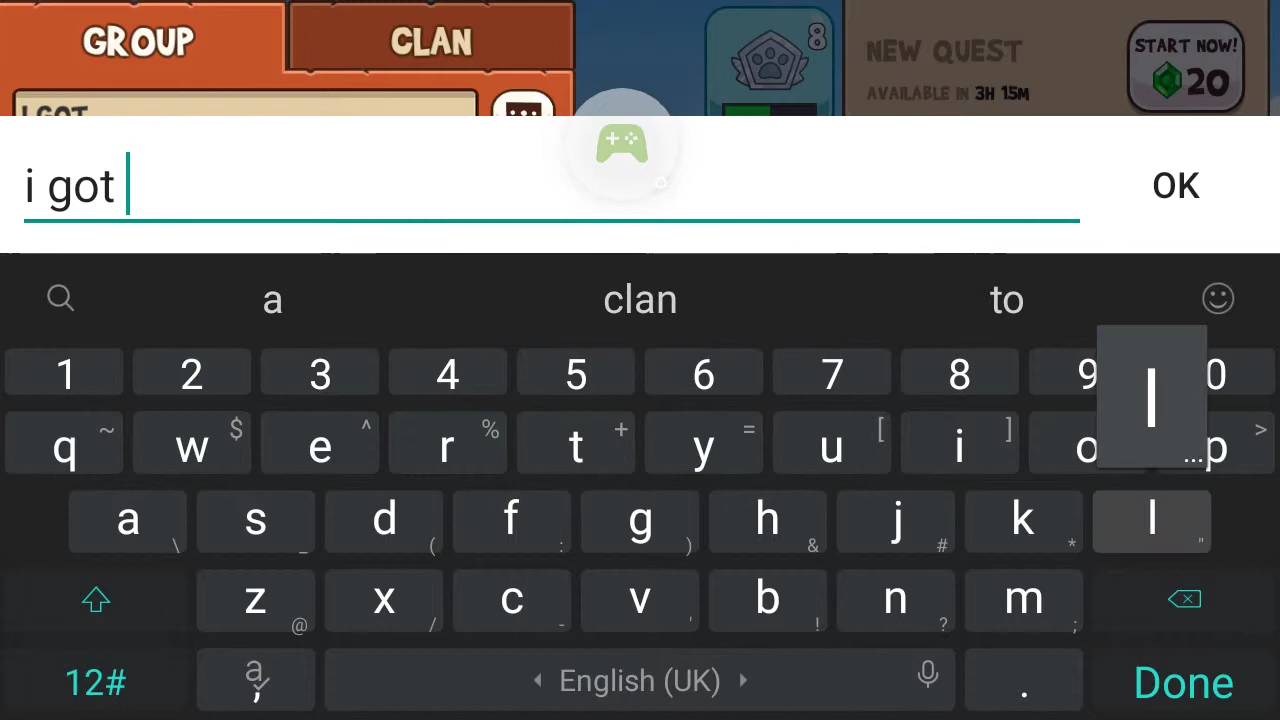 GROUP
CLAN
8
NEW QUEST
AVAILABLE IN 3H 15M
START NOW!
20
I GOT
i got
OK
a clan to
1 2 3 4 5 6 7 8 9 0
q ~ w $ e ^ r % t + y = u [ i ] o p >
l ...
a \ s _ d ( f : g ) h & j # k * l "
z @ x / c - v ' b ! n ? m ;
12# a , English (UK) . Done